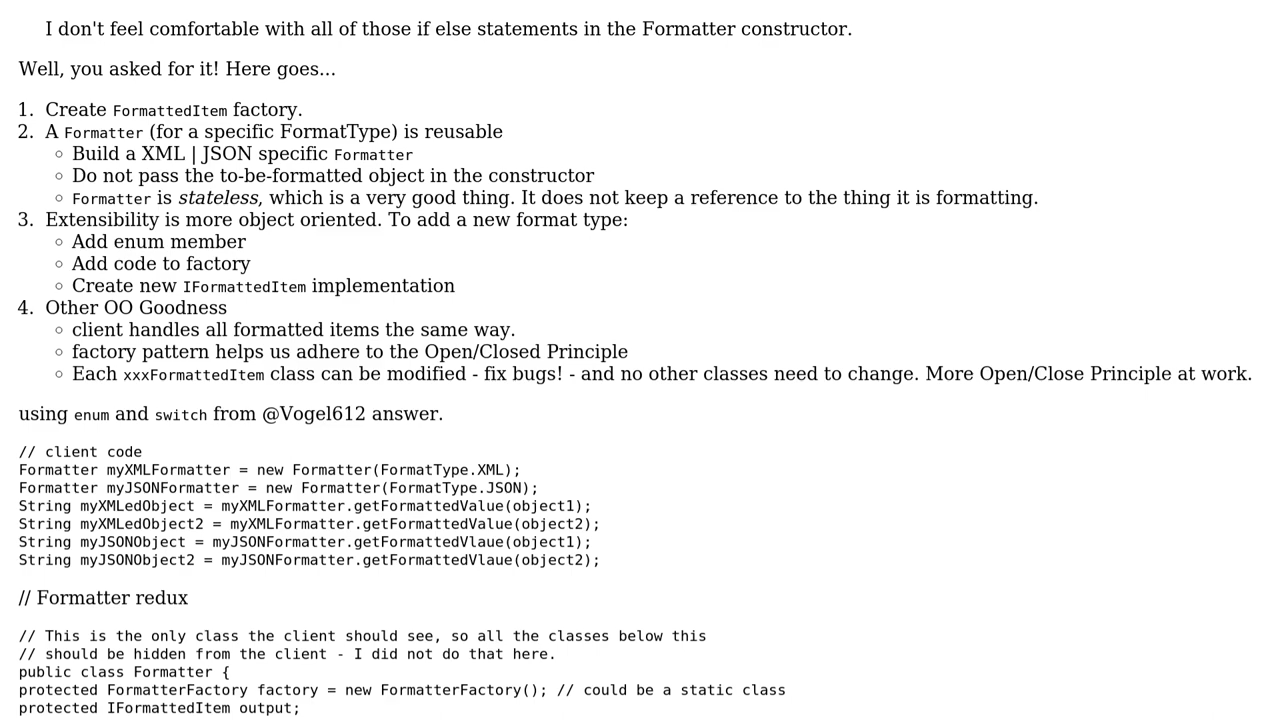 I don't feel comfortable with all of those if else statements in the Formatter constructor.
Well, you asked for it! Here goes...
1. Create FormattedItem factory.
2. A Formatter (for a specific FormatType) is reusable
◦ Build a XML | JSON specific Formatter
◦ Do not pass the to-be-formatted object in the constructor
◦ Formatter is stateless, which is a very good thing. It does not keep a reference to the thing it is formatting.
3. Extensibility is more object oriented. To add a new format type:
◦ Add enum member
◦ Add code to factory
◦ Create new IFormattedItem implementation
4. Other OO Goodness
◦ client handles all formatted items the same way.
◦ factory pattern helps us adhere to the Open/Closed Principle
◦ Each xxxFormattedItem class can be modified - fix bugs! - and no other classes need to change. More Open/Close Principle at work.
using enum and switch from @Vogel612 answer.
// client code
Formatter myXMLFormatter = new Formatter(FormatType.XML);
Formatter myJSONFormatter = new Formatter(FormatType.JSON);
String myXMLedObject = myXMLFormatter.getFormattedValue(object1);
String myXMLedObject2 = myXMLFormatter.getFormattedValue(object2);
String myJSONObject = myJSONFormatter.getFormattedVlaue(object1);
String myJSONObject2 = myJSONFormatter.getFormattedVlaue(object2);
// Formatter redux
// This is the only class the client should see, so all the classes below this
// should be hidden from the client - I did not do that here.
public class Formatter {
protected FormatterFactory factory = new FormatterFactory(); // could be a static class
protected IFormattedItem output;